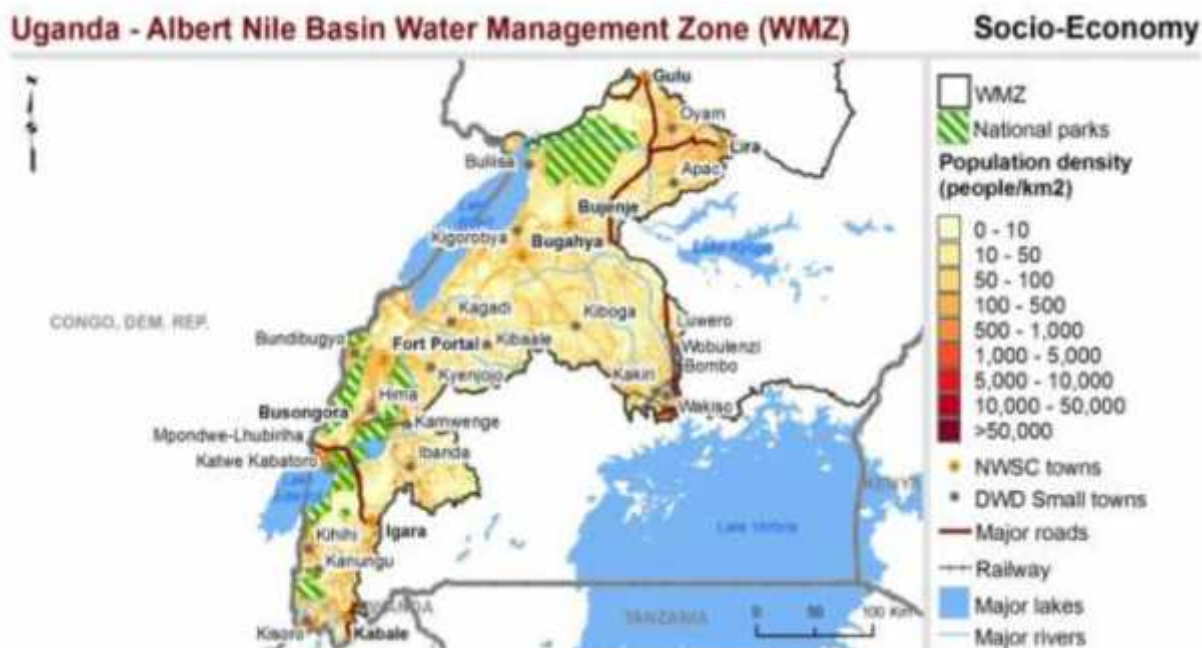 Uganda - Albert Nile Basin Water Management Zone (WMZ)
Socio-Economy
N
Gulu
Oyam
Lira
Buliisa
Apac
Bujenje
Kigorobya
Bugahya
Kagadi
Kiboga
CONGO, DEM. REP.
Luwero
Bundibugyo
Fort Portal
Kibaale
Wobulenzi
Bombo
Kyenjojo
Kakiri
Hima
Wakiso
Busongora
Kamwenge
Mpondwe-Lhubiriha
Katwe Kabatoro
Ibanda
Lake Victoria
Kihihi
Igara
Kanungu
TANZANIA
Kisoro
Kabale
0 50 100 Km
WMZ
National parks
Population density
(people/km2)
0 - 10
10 - 50
50 - 100
100 - 500
500 - 1,000
1,000 - 5,000
5,000 - 10,000
10,000 - 50,000
>50,000
NWSC towns
DWD Small towns
Major roads
Railway
Major lakes
Major rivers